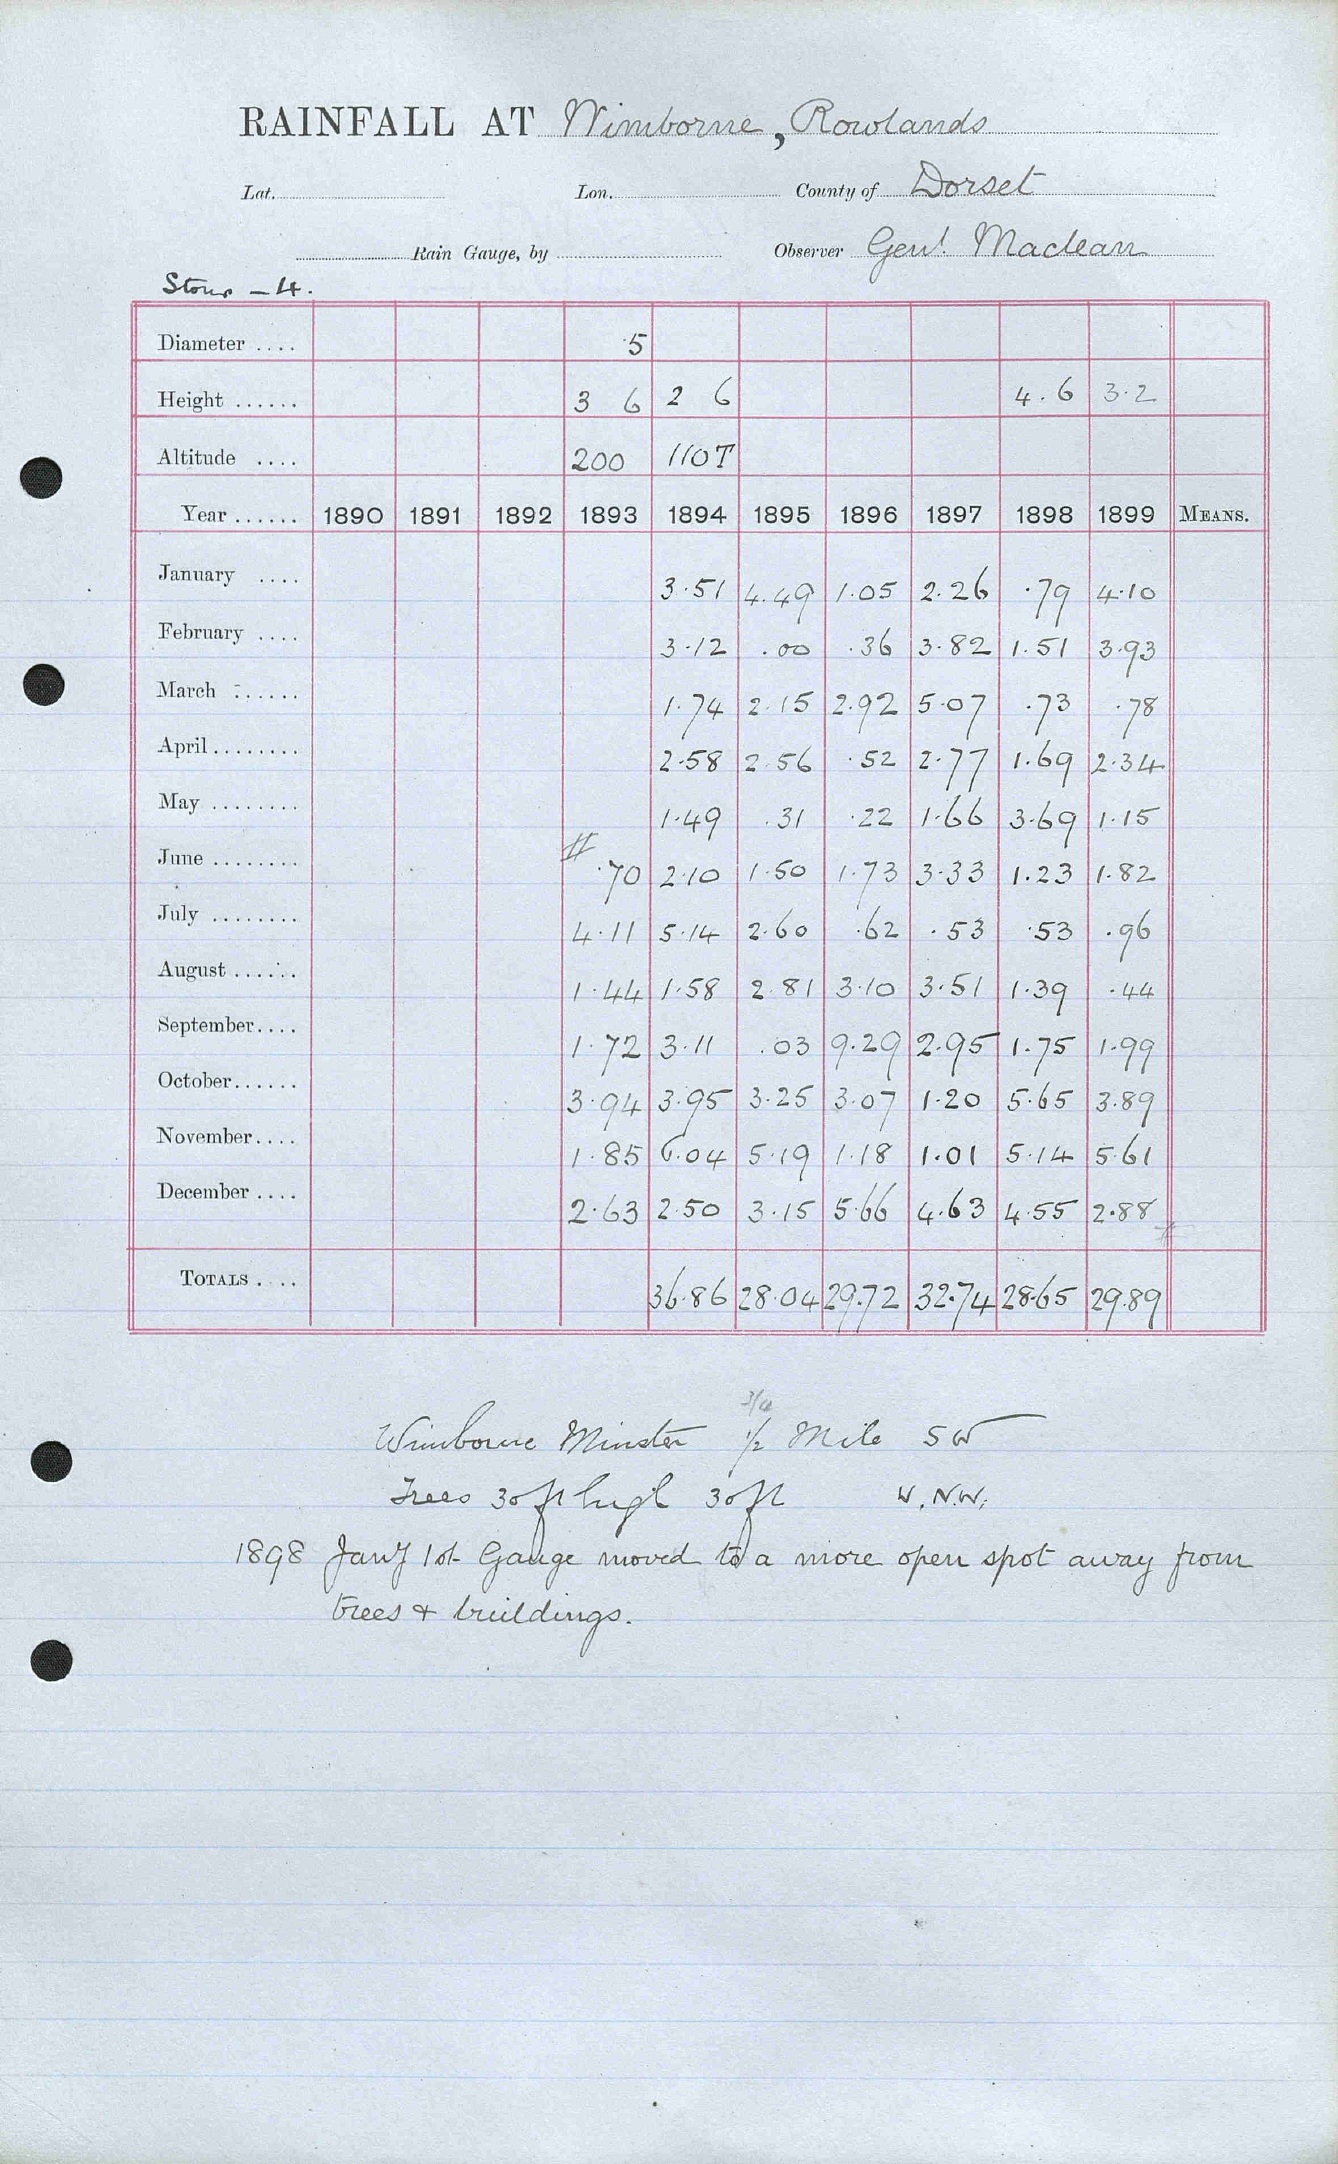 RAINFALL AT Wimborne, Rowlands
Lat. Lon. County of Dorset
Rain Gauge, by Observer Genl. Maclean
Stour - 4.
Diameter .... 5
Height ...... 3 6 2 6 4.6 3.2
Altitude .... 200 110T
Year ...... 1890 1891 1892 1893 1894 1895 1896 1897 1898 1899 MEANS.
January .... 3.51 4.49 1.05 2.26 .79 4.10
February .... 3.12 .00 .36 3.82 1.51 3.93
March ...... 1.74 2.15 2.92 5.07 .73 .78
April ........ 2.58 2.56 .52 2.77 1.69 2.34
May ........ 1.49 .31 .22 1.66 3.69 1.15
June ........ # .70 2.10 1.50 1.73 3.33 1.23 1.82
July ........ 4.11 5.14 2.60 .62 .53 .53 .96
August ...... 1.44 1.58 2.81 3.10 3.51 1.39 .44
September .... 1.72 3.11 .03 9.29 2.95 1.75 1.99
October ...... 3.94 3.95 3.25 3.07 1.20 5.65 3.89
November .... 1.85 6.04 5.19 1.18 1.01 5.14 5.61
December .... 2.63 2.50 3.15 5.66 4.63 4.55 2.88 #
TOTALS .... 36.86 28.04 29.72 32.74 28.65 29.89
3/4
Wimborne Minster 1/2 Mile SW
Trees 30ft high 30ft W.N.W.
1898 Jany 1st Gauge moved to a more open spot away from
trees & buildings.